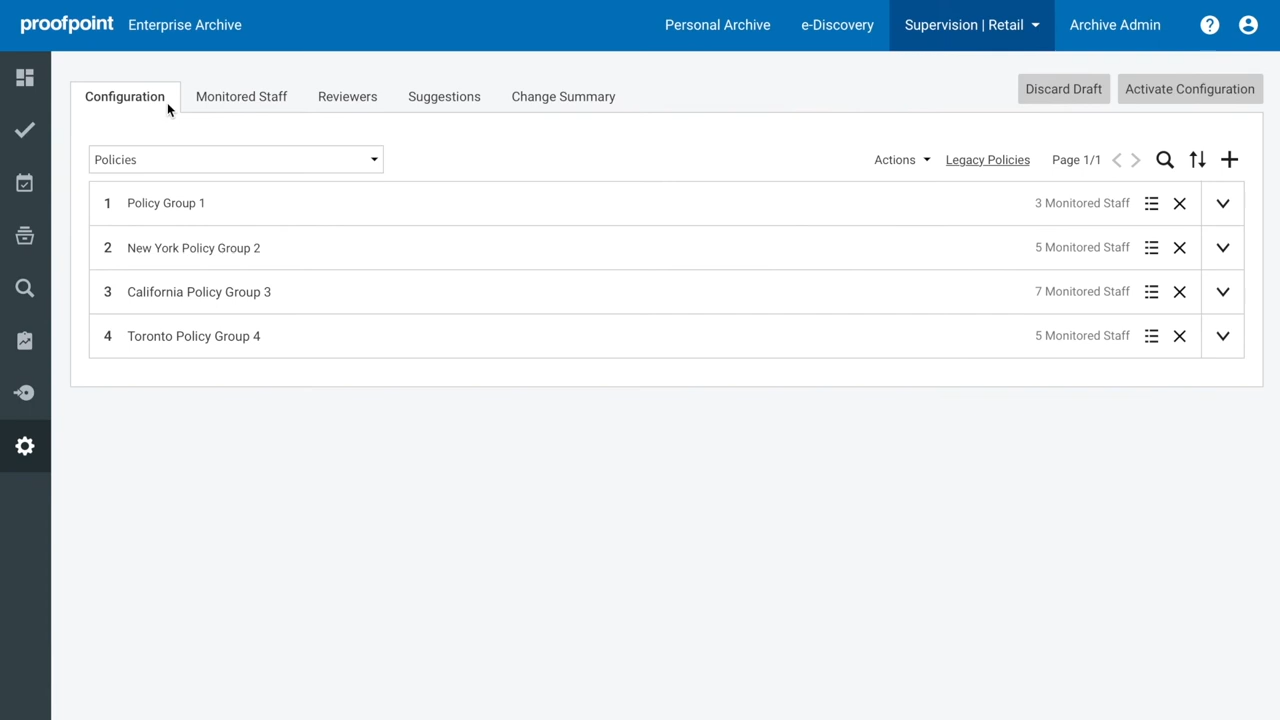 proofpoint Enterprise Archive Personal Archive e-Discovery Supervision | Retail Archive Admin
Configuration Monitored Staff Reviewers Suggestions Change Summary Discard Draft Activate Configuration
Policies Actions Legacy Policies Page 1/1
1 Policy Group 1 3 Monitored Staff
2 New York Policy Group 2 5 Monitored Staff
3 California Policy Group 3 7 Monitored Staff
4 Toronto Policy Group 4 5 Monitored Staff